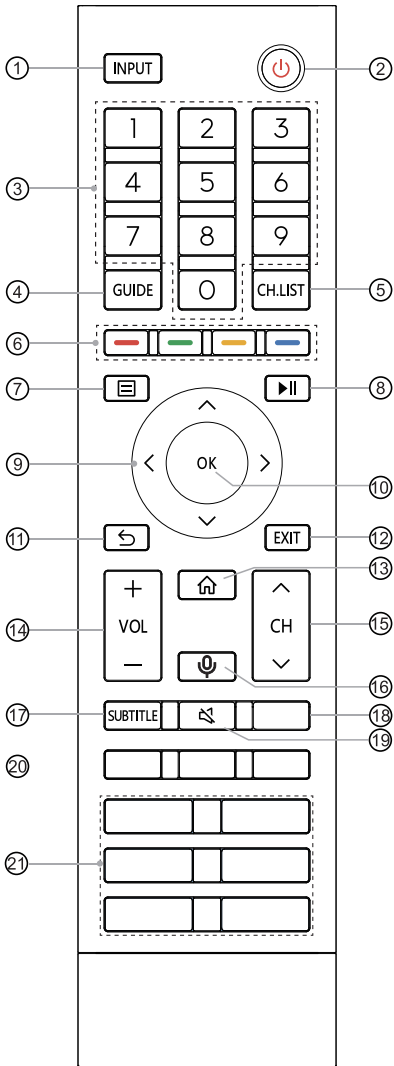 ① INPUT ②
1 2 3
③ 4 5 6
7 8 9
④ GUIDE 0 CH.LIST ⑤
⑥
⑦ ⑧
⑨ OK
⑩
⑪ EXIT ⑫
⑬
+
⑭ VOL CH ⑮
—
⑯
⑰ SUBTITLE ⑱
⑲
⑳
㉑